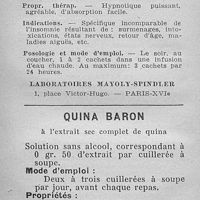 Propr. thérap. — Hypnotique puissant,
agréable, d'absorption facile.
Indications. — Spécifique incomparable de
l'insomnie résultant de : surmenages, into-
xications, états nerveux, retour d'âge, ma-
ladies aiguës, etc.
Posologie et mode d'emploi. — Le soir, au
coucher, 1 à 2 cachets dans une infusion
d'eau chaude. Au maximum: 3 cachets par
24 heures.
LABORATOIRES MAYOLY-SPINDLER
1, place Victor-Hugo. — PARIS-XVIe
QUINA BARON
à l'extrait sec complet de quina
Solution sans alcool, correspondant à
0 gr. 50 d'extrait par cuillerée à
soupe.
Mode d'emploi :
Deux à trois cuillerées à soupe
par jour, avant chaque repas.
Propriétés :